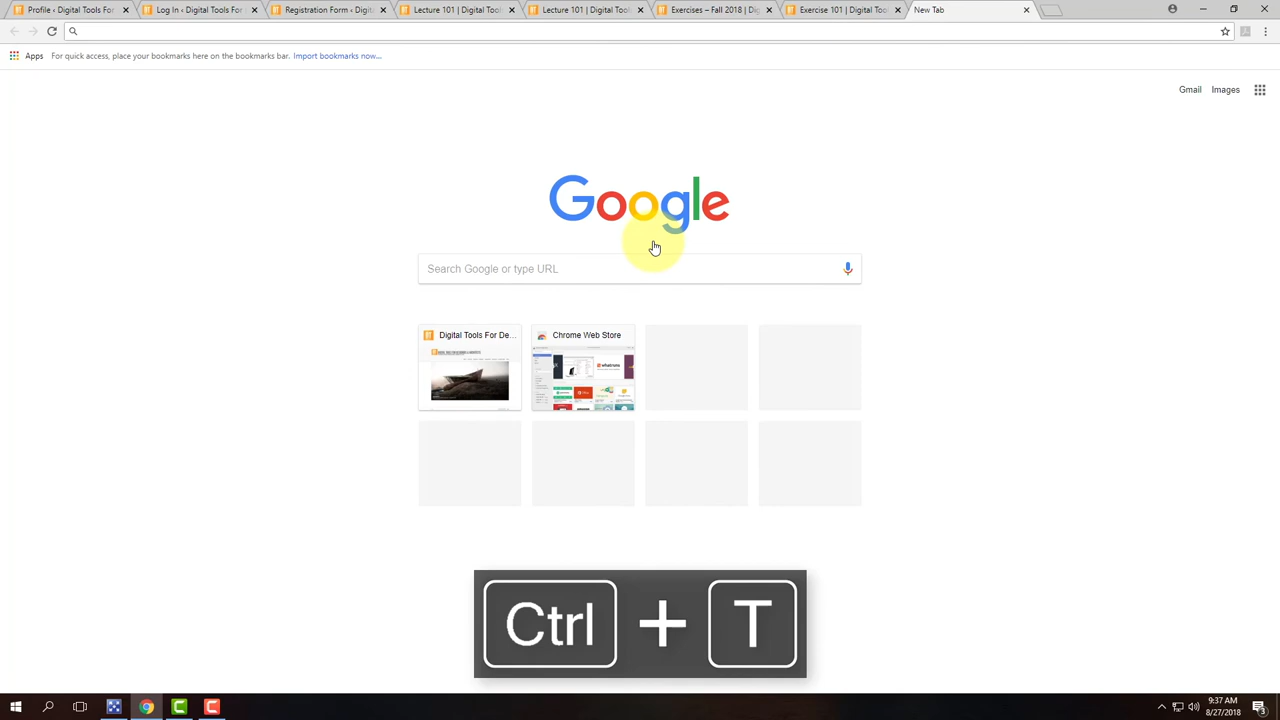 Profile ‹ Digital Tools For
Log In ‹ Digital Tools For
Registration Form ‹ Digita
Lecture 101 | Digital Tools
Lecture 101 | Digital Tool
Exercises – Fall 2018 | Dig
Exercise 101 | Digital Tool
New Tab
Apps
For quick access, place your bookmarks here on the bookmarks bar. Import bookmarks now...
Gmail
Images
Google
Search Google or type URL
Digital Tools For De...
Chrome Web Store
Ctrl + T
9:37 AM
8/27/2018
3